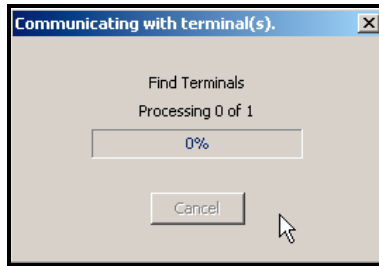 Communicating with terminal(s).
Find Terminals
Processing 0 of 1
0%
Cancel